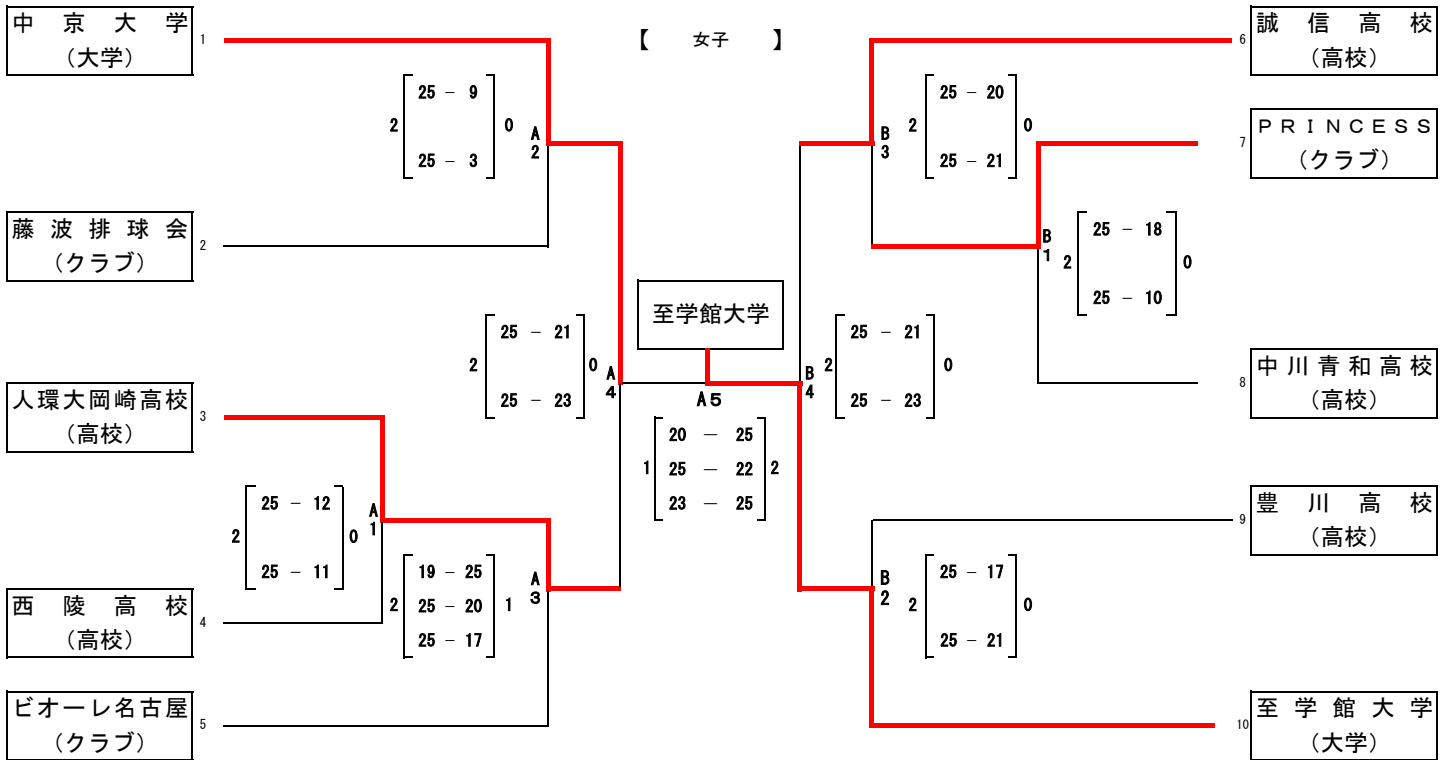 【 女子 】
中京大学
(大学)
1
2
25 - 9
25 - 3
0
A
2
藤波排球会
(クラブ)
2
人環大岡崎高校
(高校)
3
2
25 - 12
25 - 11
0
A
1
西陵高校
(高校)
4
2
19 - 25
25 - 20
25 - 17
1
A
3
ビオーレ名古屋
(クラブ)
5
2
25 - 21
25 - 23
0
A
4
至学館大学
A5
1
20 - 25
25 - 22
23 - 25
2
誠信高校
(高校)
6
B
3
2
25 - 20
25 - 21
0
PRINCESS
(クラブ)
7
B
1
2
25 - 18
25 - 10
0
中川青和高校
(高校)
8
B
4
2
25 - 21
25 - 23
0
豊川高校
(高校)
9
B
2
2
25 - 17
25 - 21
0
至学館大学
(大学)
10